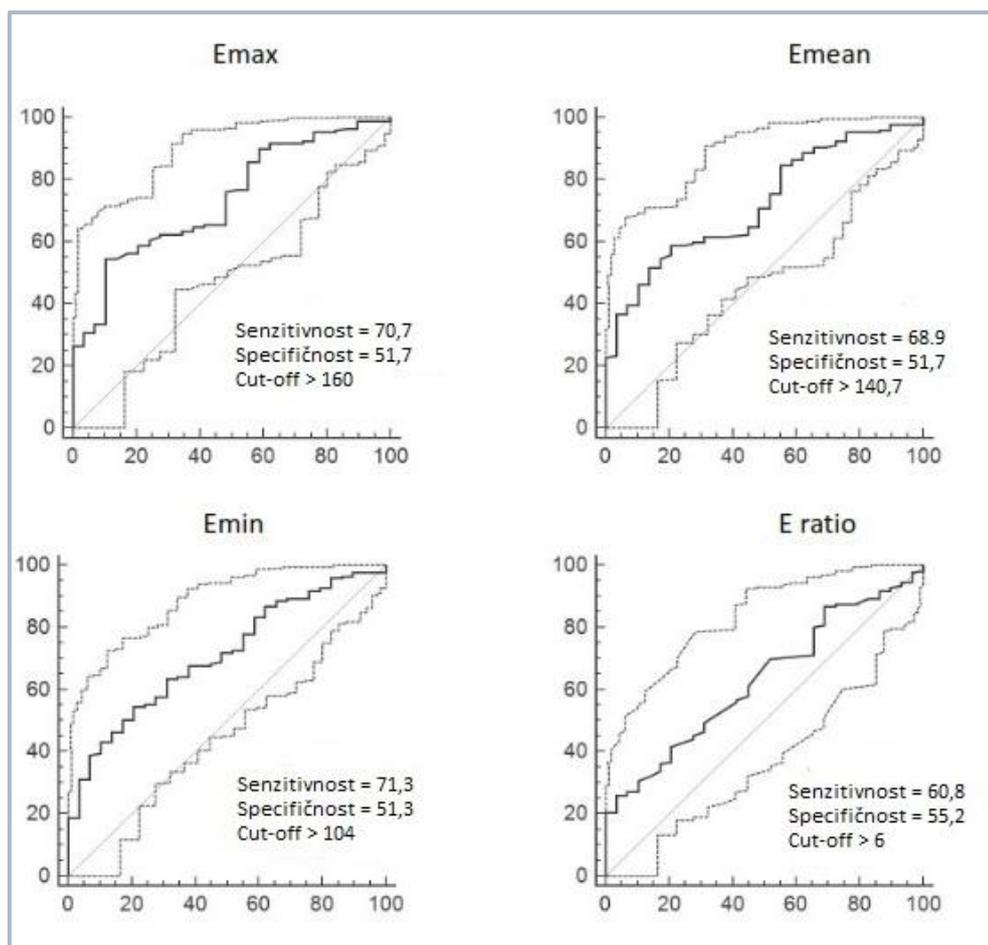 Emax
100
80
60
40
20
0
0 20 40 60 80 100
Senzitivnost = 70,7
Specifičnost = 51,7
Cut-off > 160
Emean
100
80
60
40
20
0
0 20 40 60 80 100
Senzitivnost = 68.9
Specifičnost = 51,7
Cut-off > 140,7
Emin
100
80
60
40
20
0
0 20 40 60 80 100
Senzitivnost = 71,3
Specifičnost = 51,3
Cut-off > 104
E ratio
100
80
60
40
20
0
0 20 40 60 80 100
Senzitivnost = 60,8
Specifičnost = 55,2
Cut-off > 6